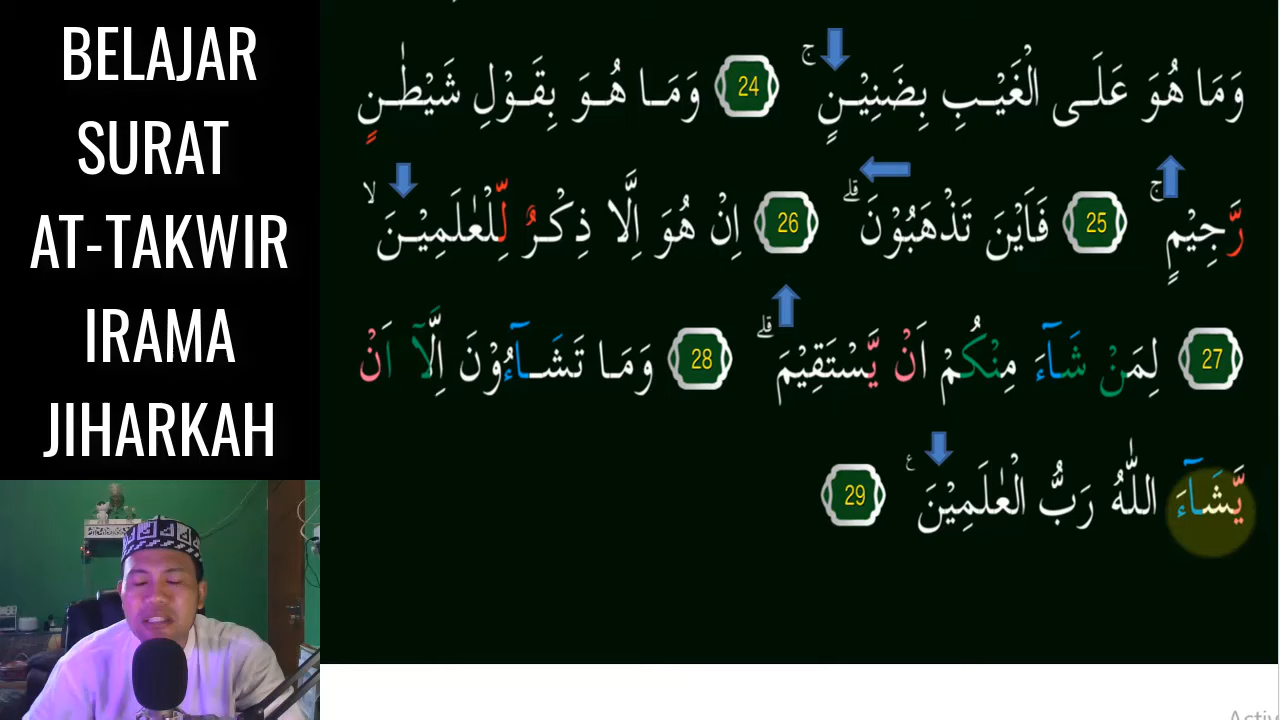 BELAJAR
SURAT
AT-TAKWIR
IRAMA
JIHARKAH
وَمَا هُوَ عَلَى الْغَيْبِ بِضَنِيْنٍ ۚ 24 وَمَا هُوَ بِقَوْلِ شَيْطٰنٍ
رَّجِيْمٍ ۚ 25 فَاَيْنَ تَذْهَبُوْنَ ۗ 26 اِنْ هُوَ اِلَّا ذِكْرٌ لِّلْعٰلَمِيْنَ ۙ
27 لِمَنْ شَاۤءَ مِنْكُمْ اَنْ يَّسْتَقِيْمَ ۗ 28 وَمَا تَشَاۤءُوْنَ اِلَّآ اَنْ
يَّشَاۤءَ اللّٰهُ رَبُّ الْعٰلَمِيْنَ ࣖ 29